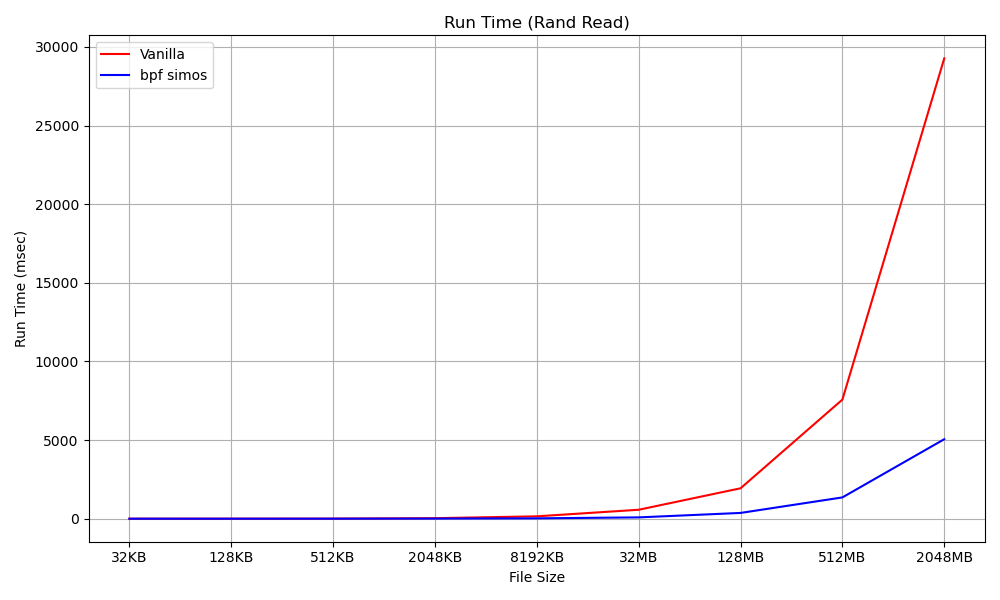 Run Time (Rand Read)
Vanilla
bpf simos
Run Time (msec)
30000
25000
20000
15000
10000
5000
0
32KB 128KB 512KB 2048KB 8192KB 32MB 128MB 512MB 2048MB
File Size